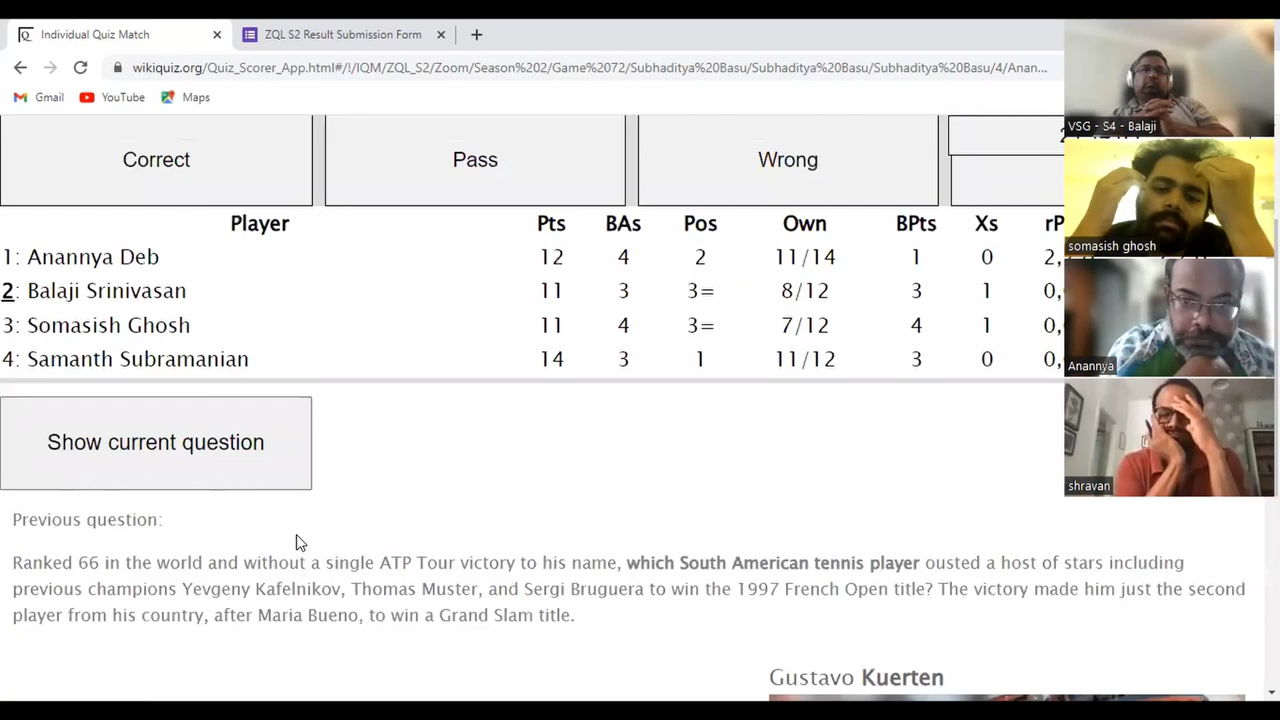 Individual Quiz Match
ZQL S2 Result Submission Form
wikiquiz.org/Quiz_Scorer_App.html#/I/IQM/ZQL_S2/Zoom/Season%202/Game%2072/Subhaditya%20Basu/Subhaditya%20Basu/Subhaditya%20Basu/4/Anan...
Gmail YouTube Maps
Correct Pass Wrong
Player Pts BAs Pos Own BPts Xs rP
1: Anannya Deb 12 4 2 11/14 1 0 2,
2: Balaji Srinivasan 11 3 3= 8/12 3 1 0,
3: Somasish Ghosh 11 4 3= 7/12 4 1 0,
4: Samanth Subramanian 14 3 1 11/12 3 0 0,
Show current question
Previous question:
Ranked 66 in the world and without a single ATP Tour victory to his name, which South American tennis player ousted a host of stars including
previous champions Yevgeny Kafelnikov, Thomas Muster, and Sergi Bruguera to win the 1997 French Open title? The victory made him just the second
player from his country, after Maria Bueno, to win a Grand Slam title.
Gustavo Kuerten
VSG - S4 - Balaji
somasish ghosh
Anannya
shravan